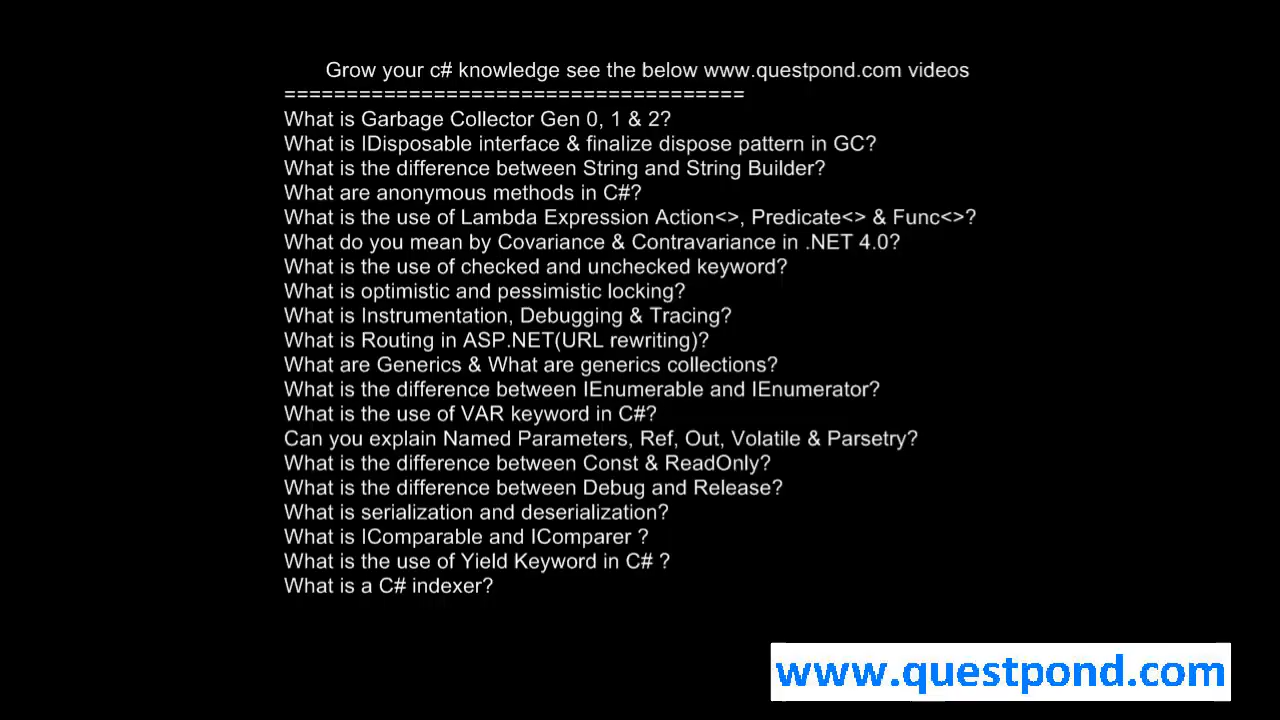 Grow your c# knowledge see the below www.questpond.com videos
=====================================
What is Garbage Collector Gen 0, 1 & 2?
What is IDisposable interface & finalize dispose pattern in GC?
What is the difference between String and String Builder?
What are anonymous methods in C#?
What is the use of Lambda Expression Action<>, Predicate<> & Func<>?
What do you mean by Covariance & Contravariance in .NET 4.0?
What is the use of checked and unchecked keyword?
What is optimistic and pessimistic locking?
What is Instrumentation, Debugging & Tracing?
What is Routing in ASP.NET(URL rewriting)?
What are Generics & What are generics collections?
What is the difference between IEnumerable and IEnumerator?
What is the use of VAR keyword in C#?
Can you explain Named Parameters, Ref, Out, Volatile & Parsetry?
What is the difference between Const & ReadOnly?
What is the difference between Debug and Release?
What is serialization and deserialization?
What is IComparable and IComparer ?
What is the use of Yield Keyword in C# ?
What is a C# indexer?
www.questpond.com